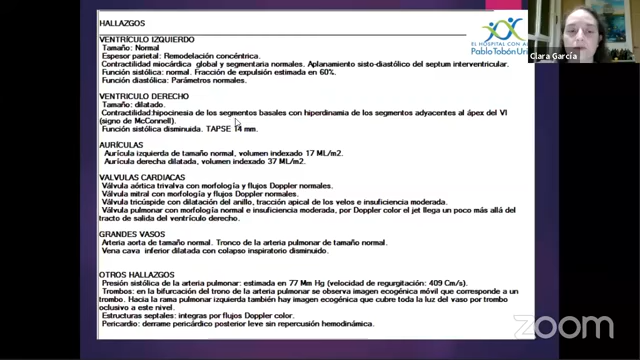 HALLAZGOS
EL HOSPITAL CON AL
Pablo Tobón Uri
Clara García
VENTRÍCULO IZQUIERDO
Tamaño: Normal
Espesor parietal: Remodelación concéntrica.
Contractilidad miocárdica global y segmentaria normales. Aplanamiento sisto-diastólico del septum interventricular.
Función sistólica: normal. Fracción de expulsión estimada en 60%.
Función diastólica: Parámetros normales.
VENTRICULO DERECHO
Tamaño: dilatado.
Contractilidad:hipocinesia de los segmentos basales con hiperdinamia de los segmentos adyacentes al ápex del VI
(signo de McConnell).
Función sistólica disminuida. TAPSE 14 mm.
AURÍCULAS
Aurícula izquierda de tamaño normal, volumen indexado 17 ML/m2.
Aurícula derecha dilatada, volumen indexado 37 ML/m2.
VALVULAS CARDIACAS
Válvula aórtica trivalva con morfología y flujos Doppler normales.
Válvula mitral con morfología y flujos Doppler normales.
Válvula tricúspide con dilatación del anillo, tracción apical de los velos e insuficiencia moderada.
Válvula pulmonar con morfología normal e insuficiencia moderada, por Doppler color el jet llega un poco más allá del
tracto de salida del ventrículo derecho.
GRANDES VASOS
Arteria aorta de tamaño normal. Tronco de la arteria pulmonar de tamaño normal.
Vena cava inferior dilatada con colapso inspiratorio disminuido.
OTROS HALLAZGOS
Presión sistólica de la arteria pulmonar: estimada en 77 Mm Hg (velocidad de regurgitación: 409 Cm/s).
Trombos: en la bifurcación del trono de la arteria pulmonar se observa imagen ecogénica móvil que corresponde a un
trombo. Hacia la rama pulmonar izquierda también hay imagen ecogénica que cubre toda la luz del vaso por trombo
oclusivo a este nivel.
Estructuras septales: integras por flujos Doppler color.
Pericardio: derrame pericárdico posterior leve sin repercusión hemodinámica.
zoom